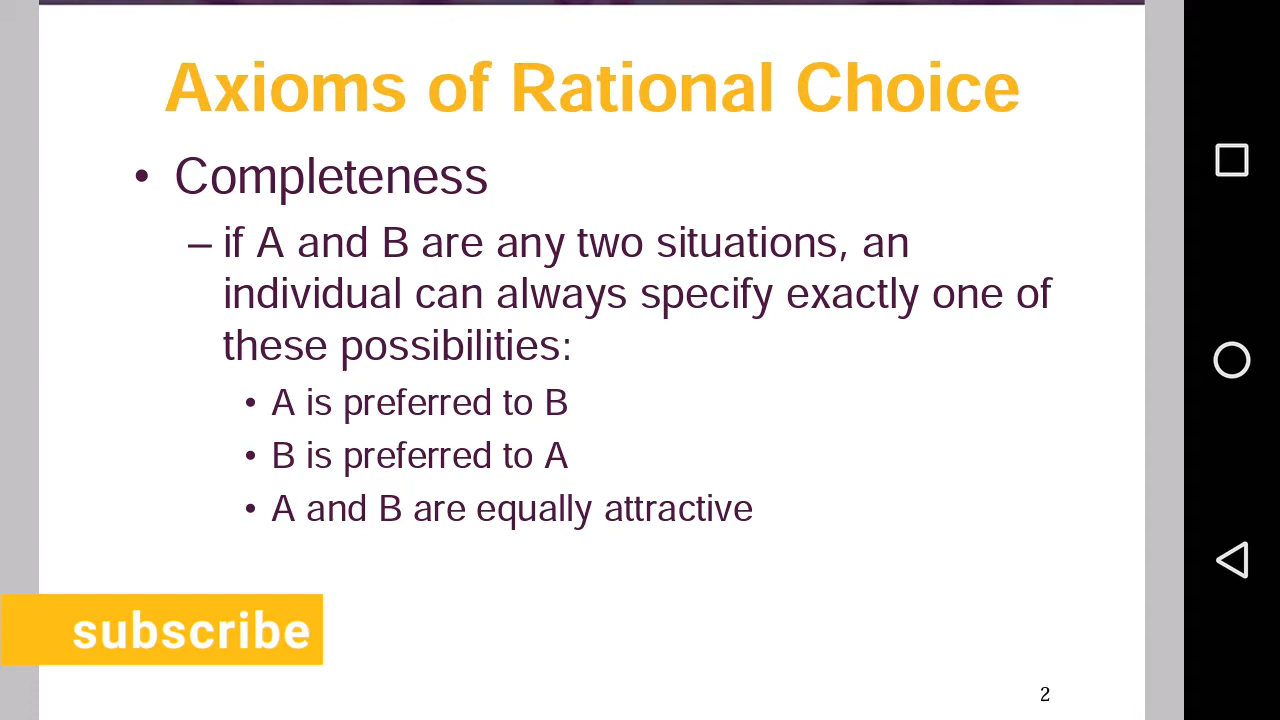 Axioms of Rational Choice
• Completeness
– if A and B are any two situations, an
individual can always specify exactly one of
these possibilities:
• A is preferred to B
• B is preferred to A
• A and B are equally attractive
subscribe
2